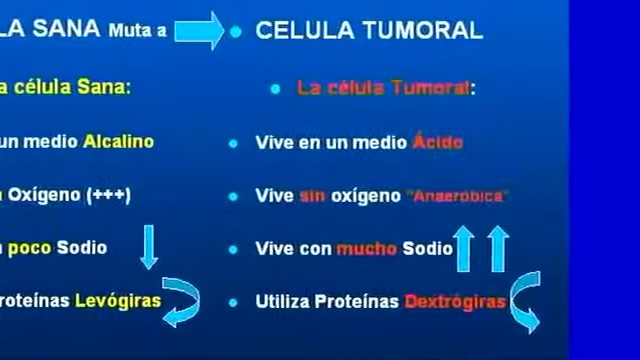 LA SANA Muta a
a célula Sana:
un medio Alcalino
Oxígeno (+++)
poco Sodio
roteínas Levógiras
• CELULA TUMORAL
• La célula Tumoral:
• Vive en un medio Ácido
• Vive sin oxígeno "Anaeróbica"
• Vive con mucho Sodio
• Utiliza Proteínas Dextrógiras